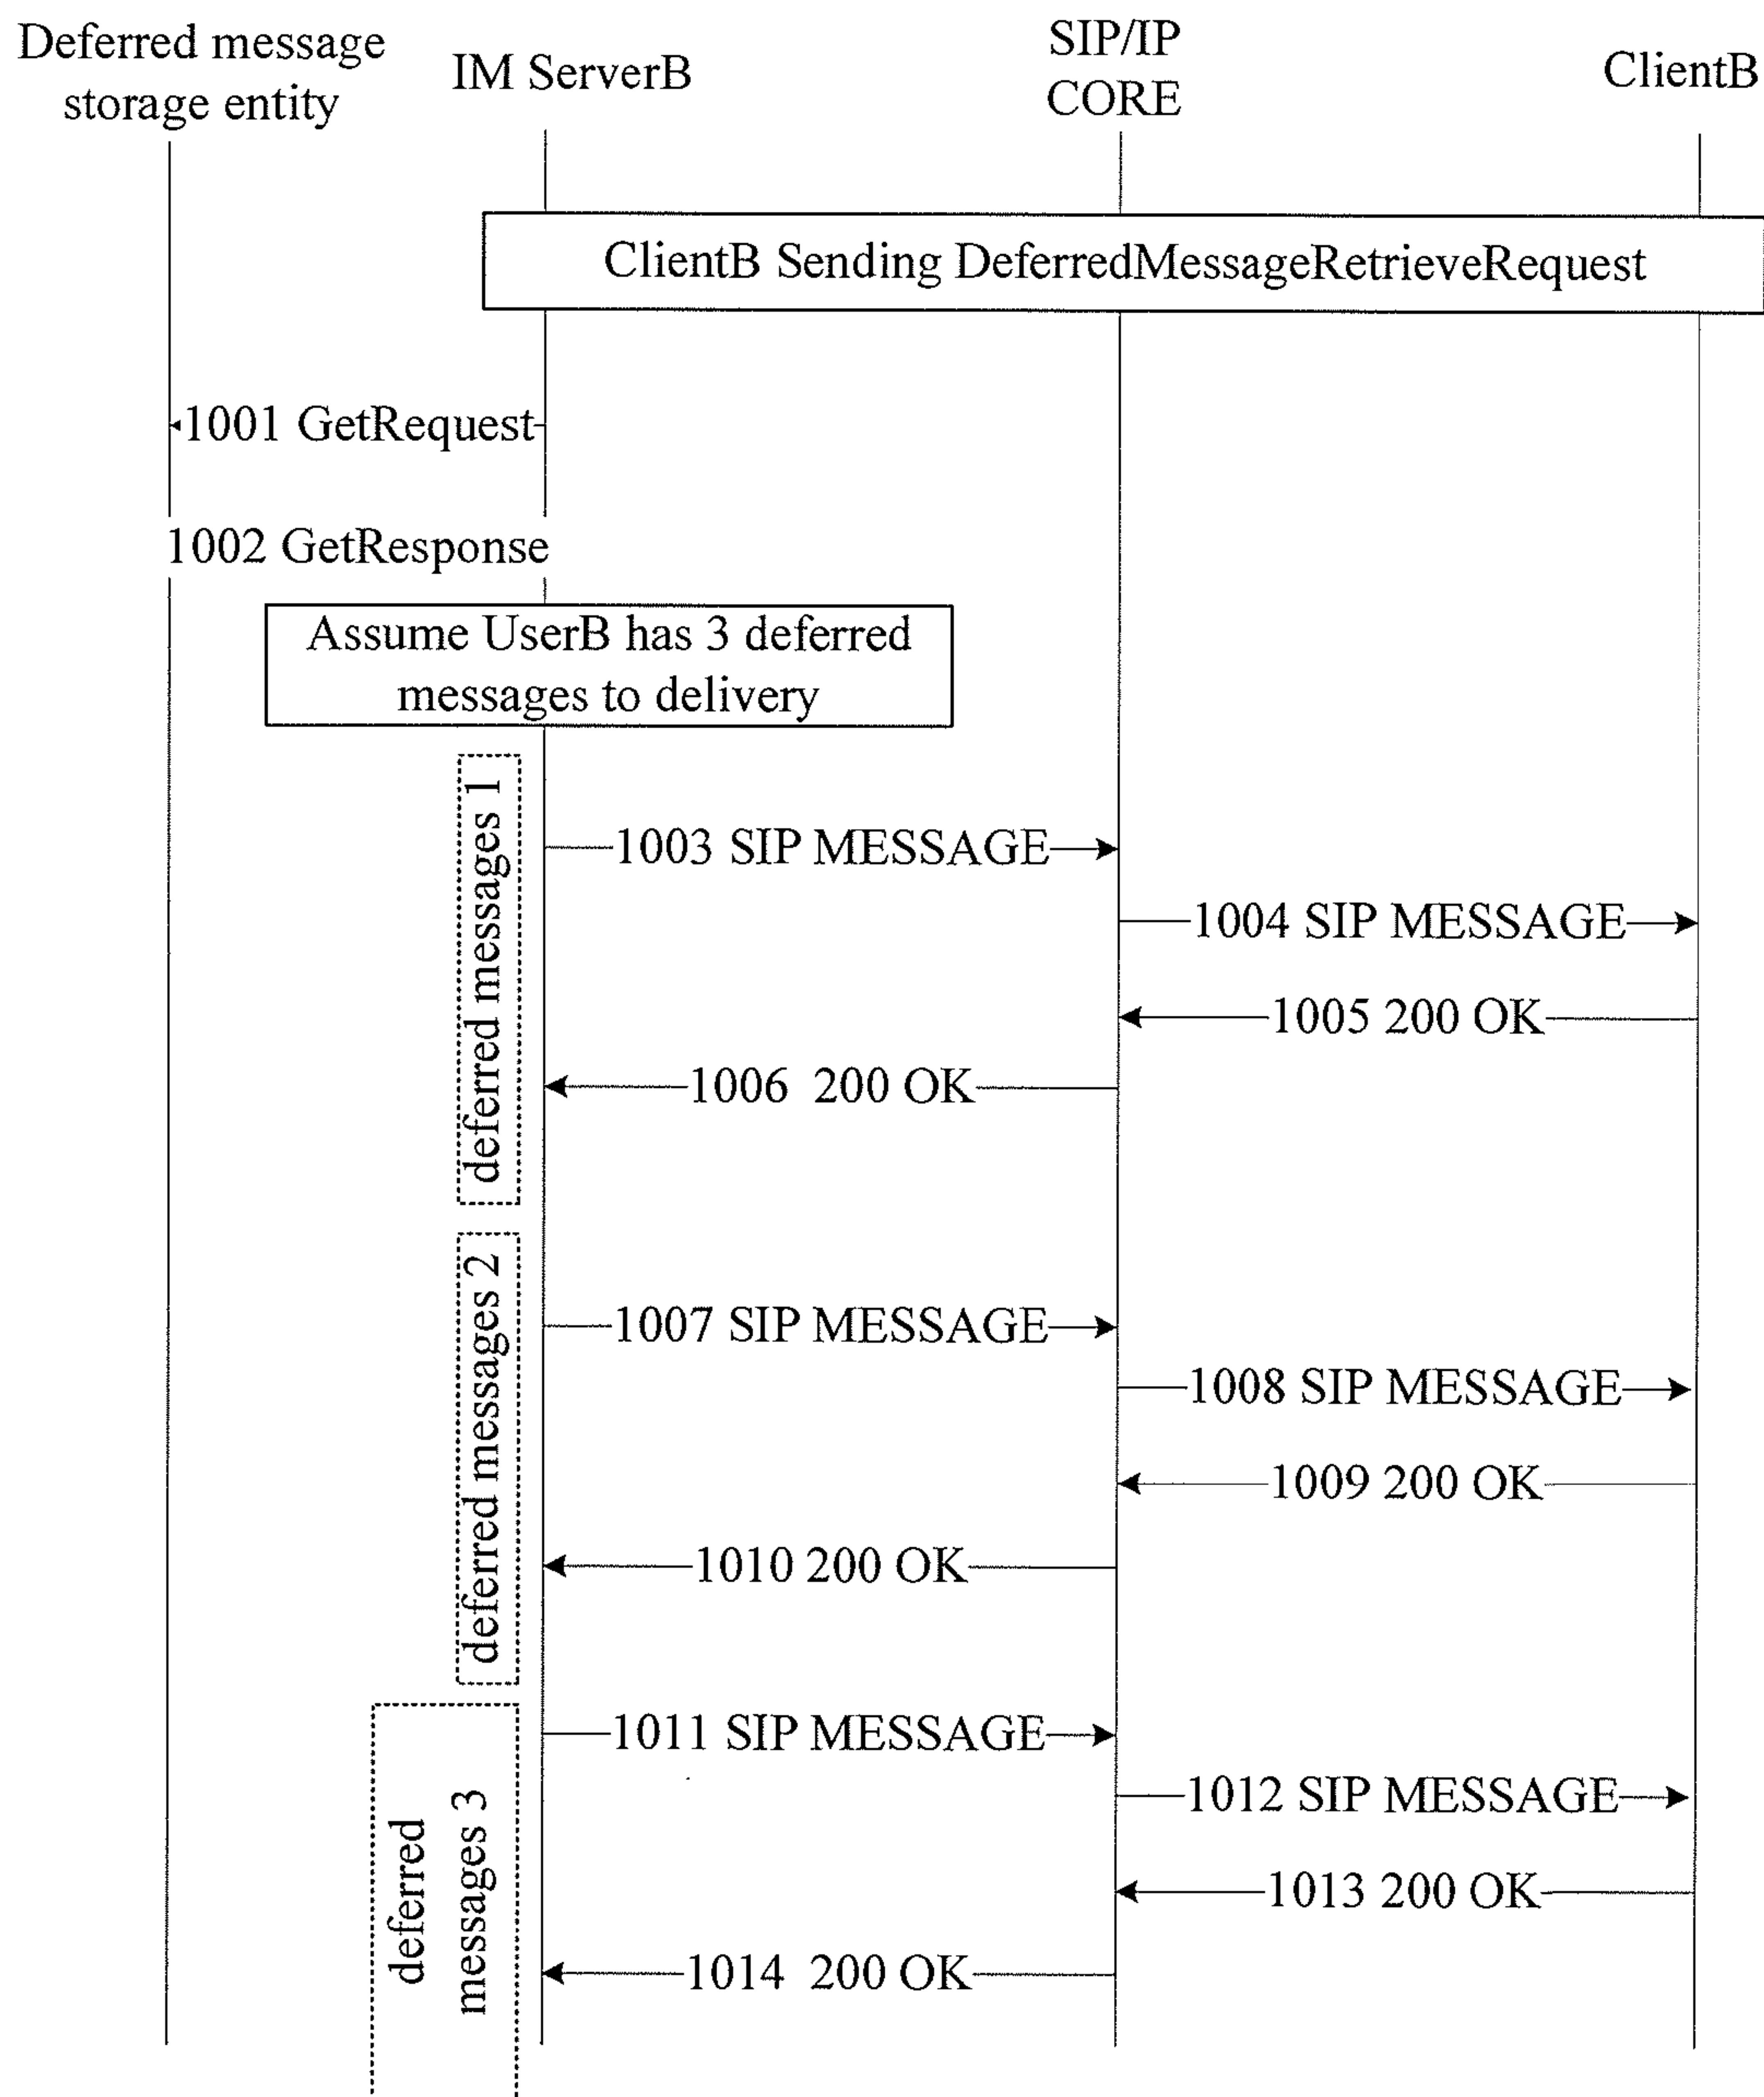 Deferred message
storage entity
IM ServerB
SIP/IP
CORE
ClientB
ClientB Sending DeferredMessageRetrieveRequest
1001 GetRequest
1002 GetResponse
Assume UserB has 3 deferred
messages to delivery
deferred messages 1
1003 SIP MESSAGE
1004 SIP MESSAGE
1005 200 OK
1006 200 OK
deferred messages 2
1007 SIP MESSAGE
1008 SIP MESSAGE
1009 200 OK
1010 200 OK
deferred
messages 3
1011 SIP MESSAGE
1012 SIP MESSAGE
1013 200 OK
1014 200 OK